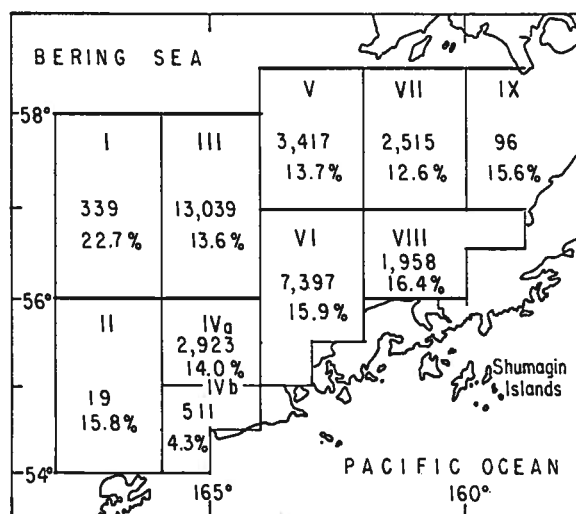 BERING SEA
V
VII
IX
58°
I
III
3,417
2,515
96
13.7%
12.6%
15.6%
339
13,039
22.7%
13.6%
VI
VIII
7,397
1,958
16.4%
15.9%
56°
II
IVa
2,923
14.0%
IVb
19
511
15.8%
4.3%
Shumagin
Islands
PACIFIC OCEAN
54°
165°
160°